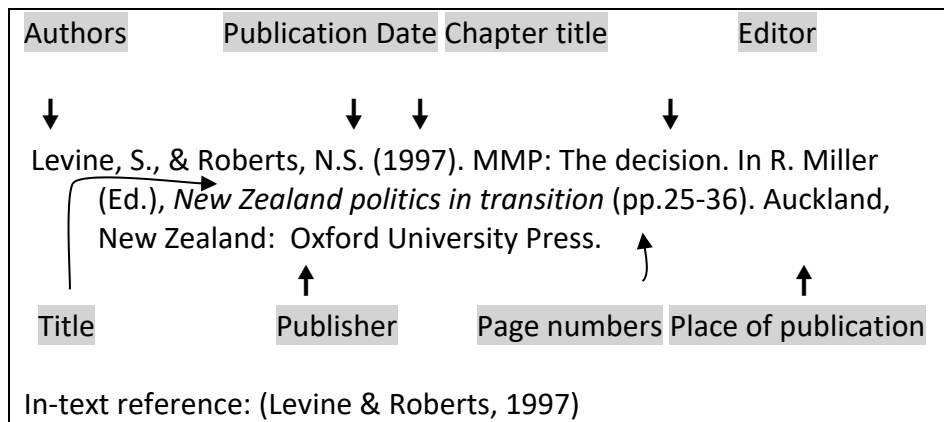 Authors Publication Date Chapter title Editor
Levine, S., & Roberts, N.S. (1997). MMP: The decision. In R. Miller
(Ed.), New Zealand politics in transition (pp.25-36). Auckland,
New Zealand: Oxford University Press.
Title Publisher Page numbers Place of publication
In-text reference: (Levine & Roberts, 1997)